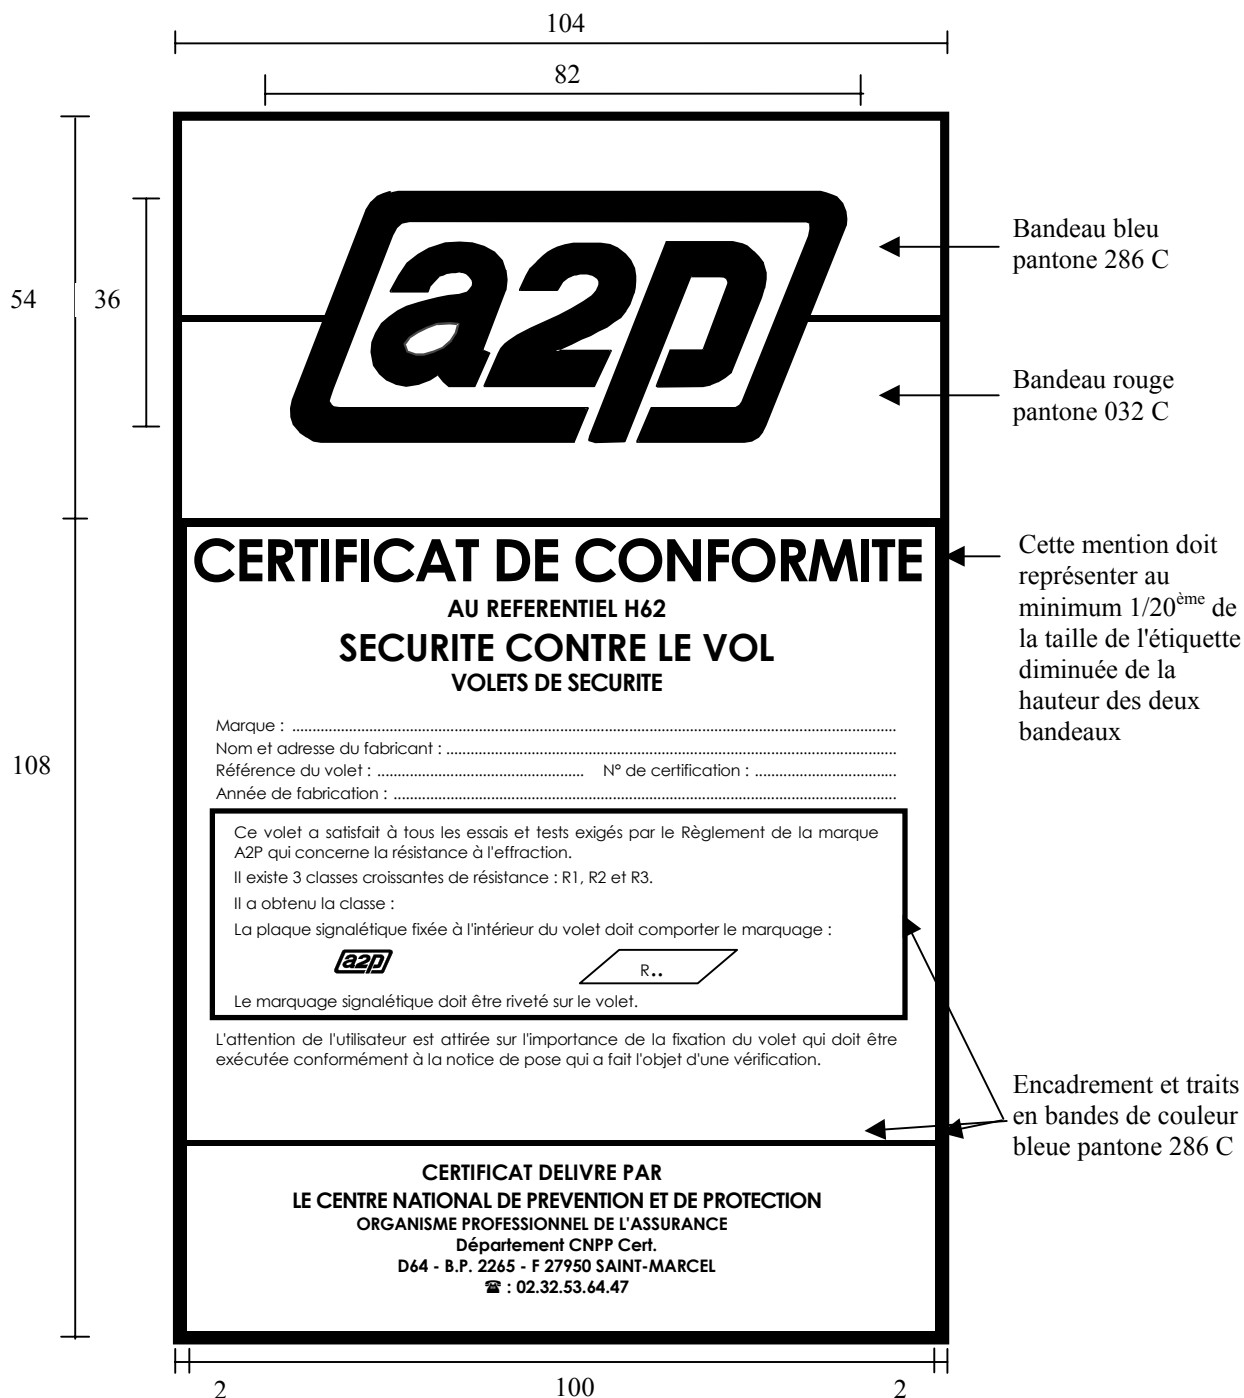 104
82
a2p
Bandeau bleu
pantone 286 C
54
36
Bandeau rouge
pantone 032 C
CERTIFICAT DE CONFORMITE
AU REFERENTIEL H62
SECURITE CONTRE LE VOL
VOLETS DE SECURITE
Cette mention doit
représenter au
minimum 1/20ème de
la taille de l'étiquette
diminuée de la
hauteur des deux
bandeaux
108
Marque : ..........
Nom et adresse du fabricant : ..........
Référence du volet : .......... N° de certification : ..........
Année de fabrication : ..........
Ce volet a satisfait à tous les essais et tests exigés par le Règlement de la marque
A2P qui concerne la résistance à l'effraction.
Il existe 3 classes croissantes de résistance : R1, R2 et R3.
Il a obtenu la classe :
La plaque signalétique fixée à l'intérieur du volet doit comporter le marquage :
a2p R..
Le marquage signalétique doit être riveté sur le volet.
L'attention de l'utilisateur est attirée sur l'importance de la fixation du volet qui doit être
exécutée conformément à la notice de pose qui a fait l'objet d'une vérification.
Encadrement et traits
en bandes de couleur
bleue pantone 286 C
CERTIFICAT DELIVRE PAR
LE CENTRE NATIONAL DE PREVENTION ET DE PROTECTION
ORGANISME PROFESSIONNEL DE L'ASSURANCE
Département CNPP Cert.
D64 - B.P. 2265 - F 27950 SAINT-MARCEL
☎ : 02.32.53.64.47
2 100 2